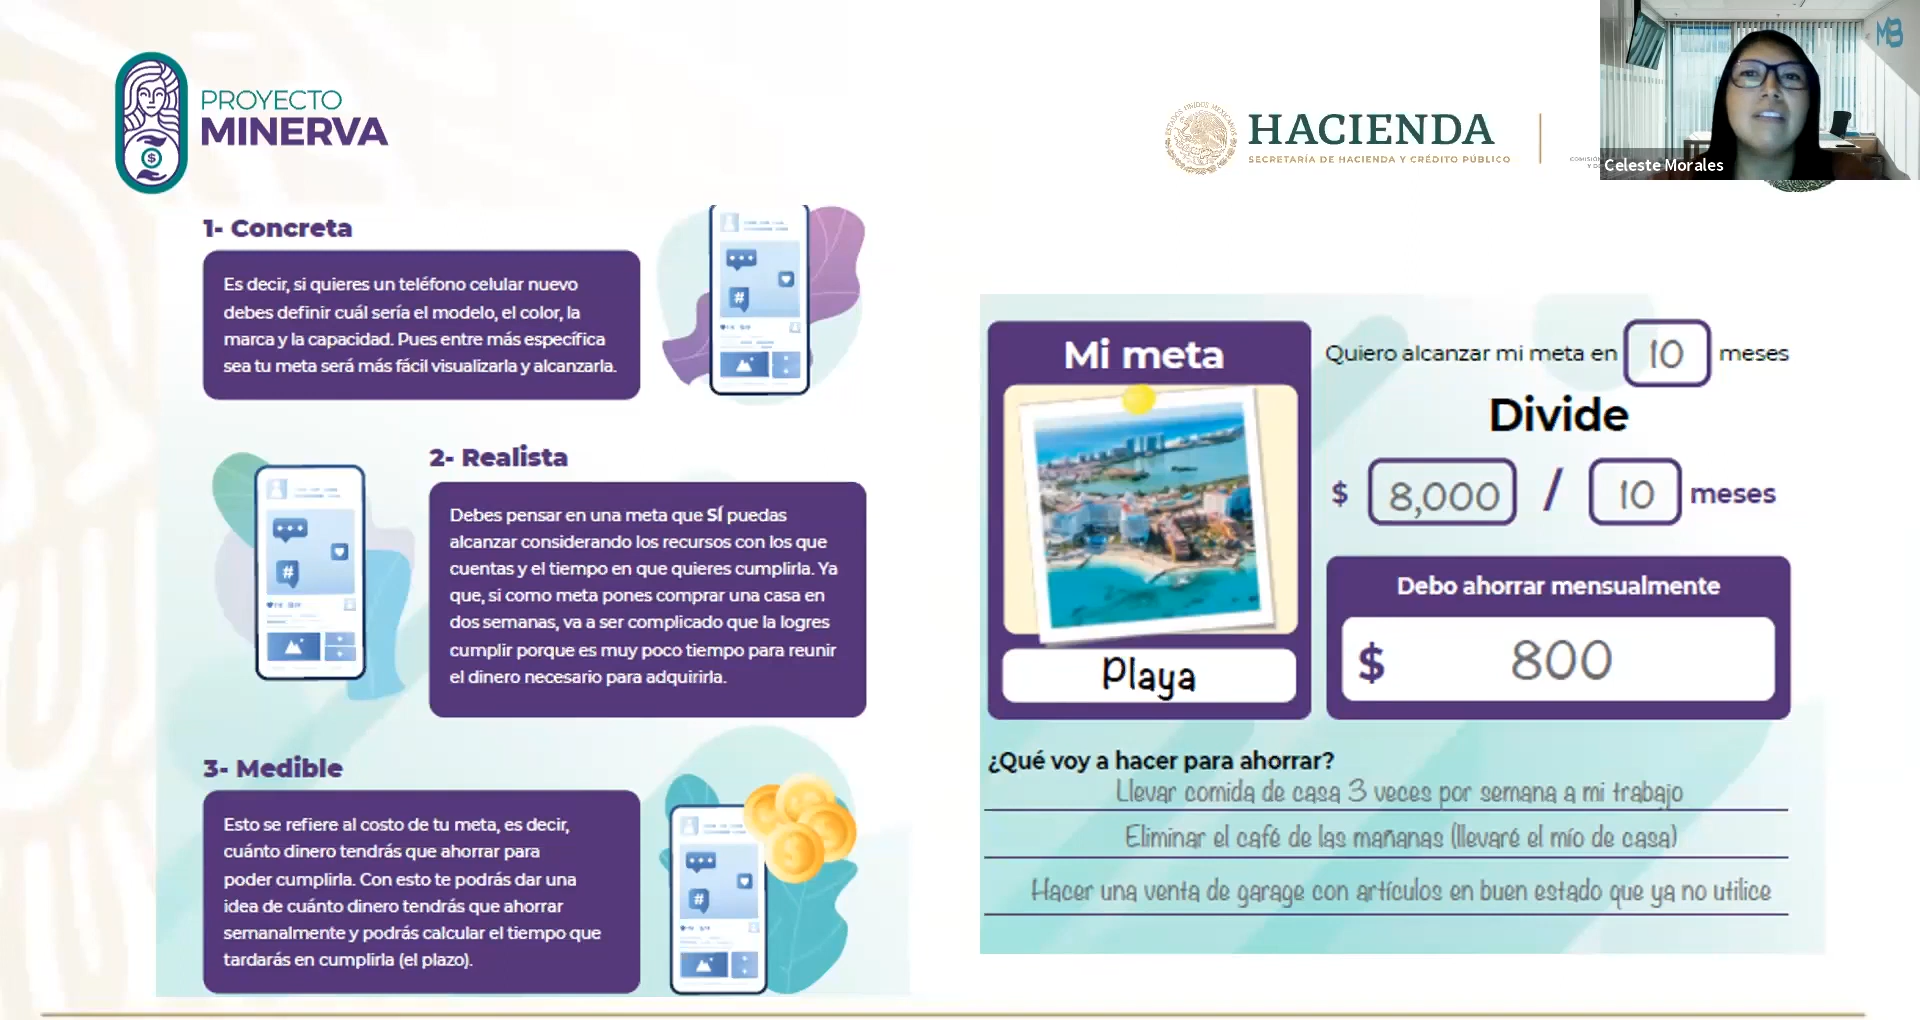 PROYECTO
MINERVA
HACIENDA
SECRETARÍA DE HACIENDA Y CRÉDITO PÚBLICO
Celeste Morales
1- Concreta
Es decir, si quieres un teléfono celular nuevo
debes definir cuál sería el modelo, el color, la
marca y la capacidad. Pues entre más específica
sea tu meta será más fácil visualizarla y alcanzarla.
2- Realista
Debes pensar en una meta que SÍ puedas
alcanzar considerando los recursos con los que
cuentas y el tiempo en que quieres cumplirla. Ya
que, si como meta pones comprar una casa en
dos semanas, va a ser complicado que la logres
cumplir porque es muy poco tiempo para reunir
el dinero necesario para adquirirla.
3- Medible
Esto se refiere al costo de tu meta, es decir,
cuánto dinero tendrás que ahorrar para
poder cumplirla. Con esto te podrás dar una
idea de cuánto dinero tendrás que ahorrar
semanalmente y podrás calcular el tiempo que
tardarás en cumplirla (el plazo).
Mi meta
Playa
Quiero alcanzar mi meta en 10 meses
Divide
$ 8,000 / 10 meses
Debo ahorrar mensualmente
$ 800
¿Qué voy a hacer para ahorrar?
Llevar comida de casa 3 veces por semana a mi trabajo
Eliminar el café de las mañanas (llevaré el mío de casa)
Hacer una venta de garage con artículos en buen estado que ya no utilice